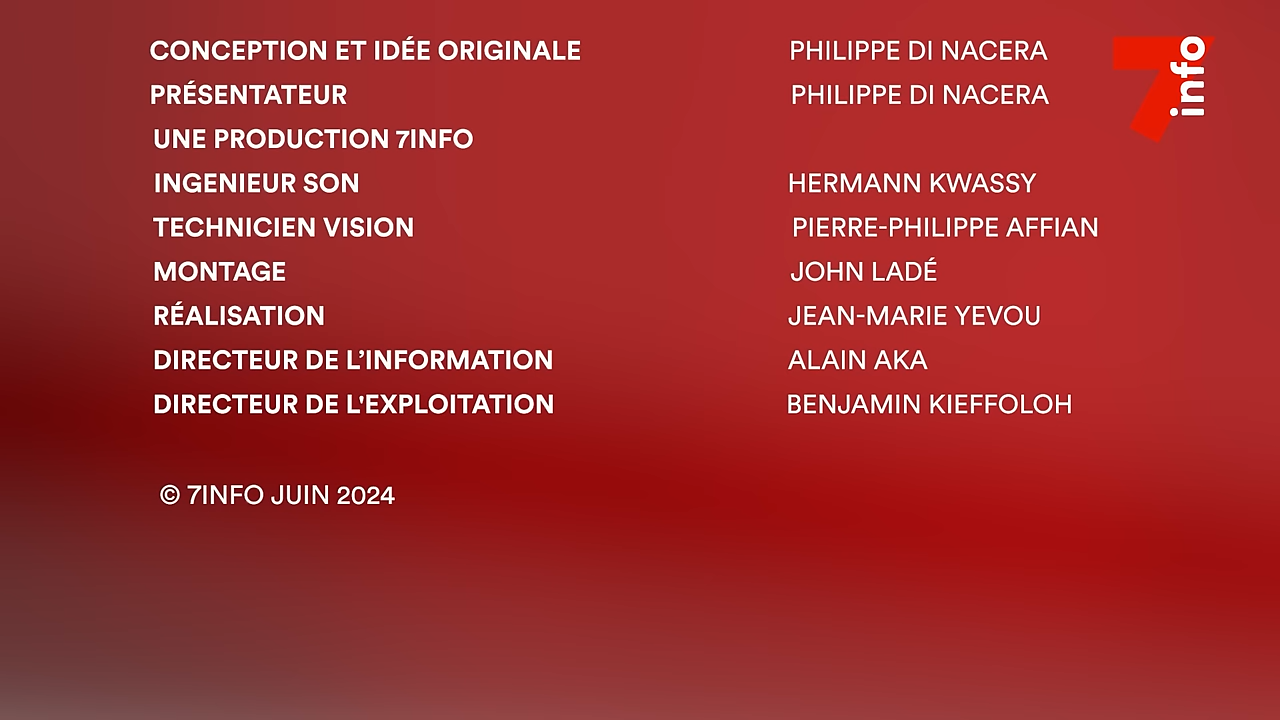 CONCEPTION ET IDÉE ORIGINALE PHILIPPE DI NACERA
PRÉSENTATEUR PHILIPPE DI NACERA
UNE PRODUCTION 7INFO
INGENIEUR SON HERMANN KWASSY
TECHNICIEN VISION PIERRE-PHILIPPE AFFIAN
MONTAGE JOHN LADÉ
RÉALISATION JEAN-MARIE YEVOU
DIRECTEUR DE L’INFORMATION ALAIN AKA
DIRECTEUR DE L'EXPLOITATION BENJAMIN KIEFFOLOH
© 7INFO JUIN 2024
7info